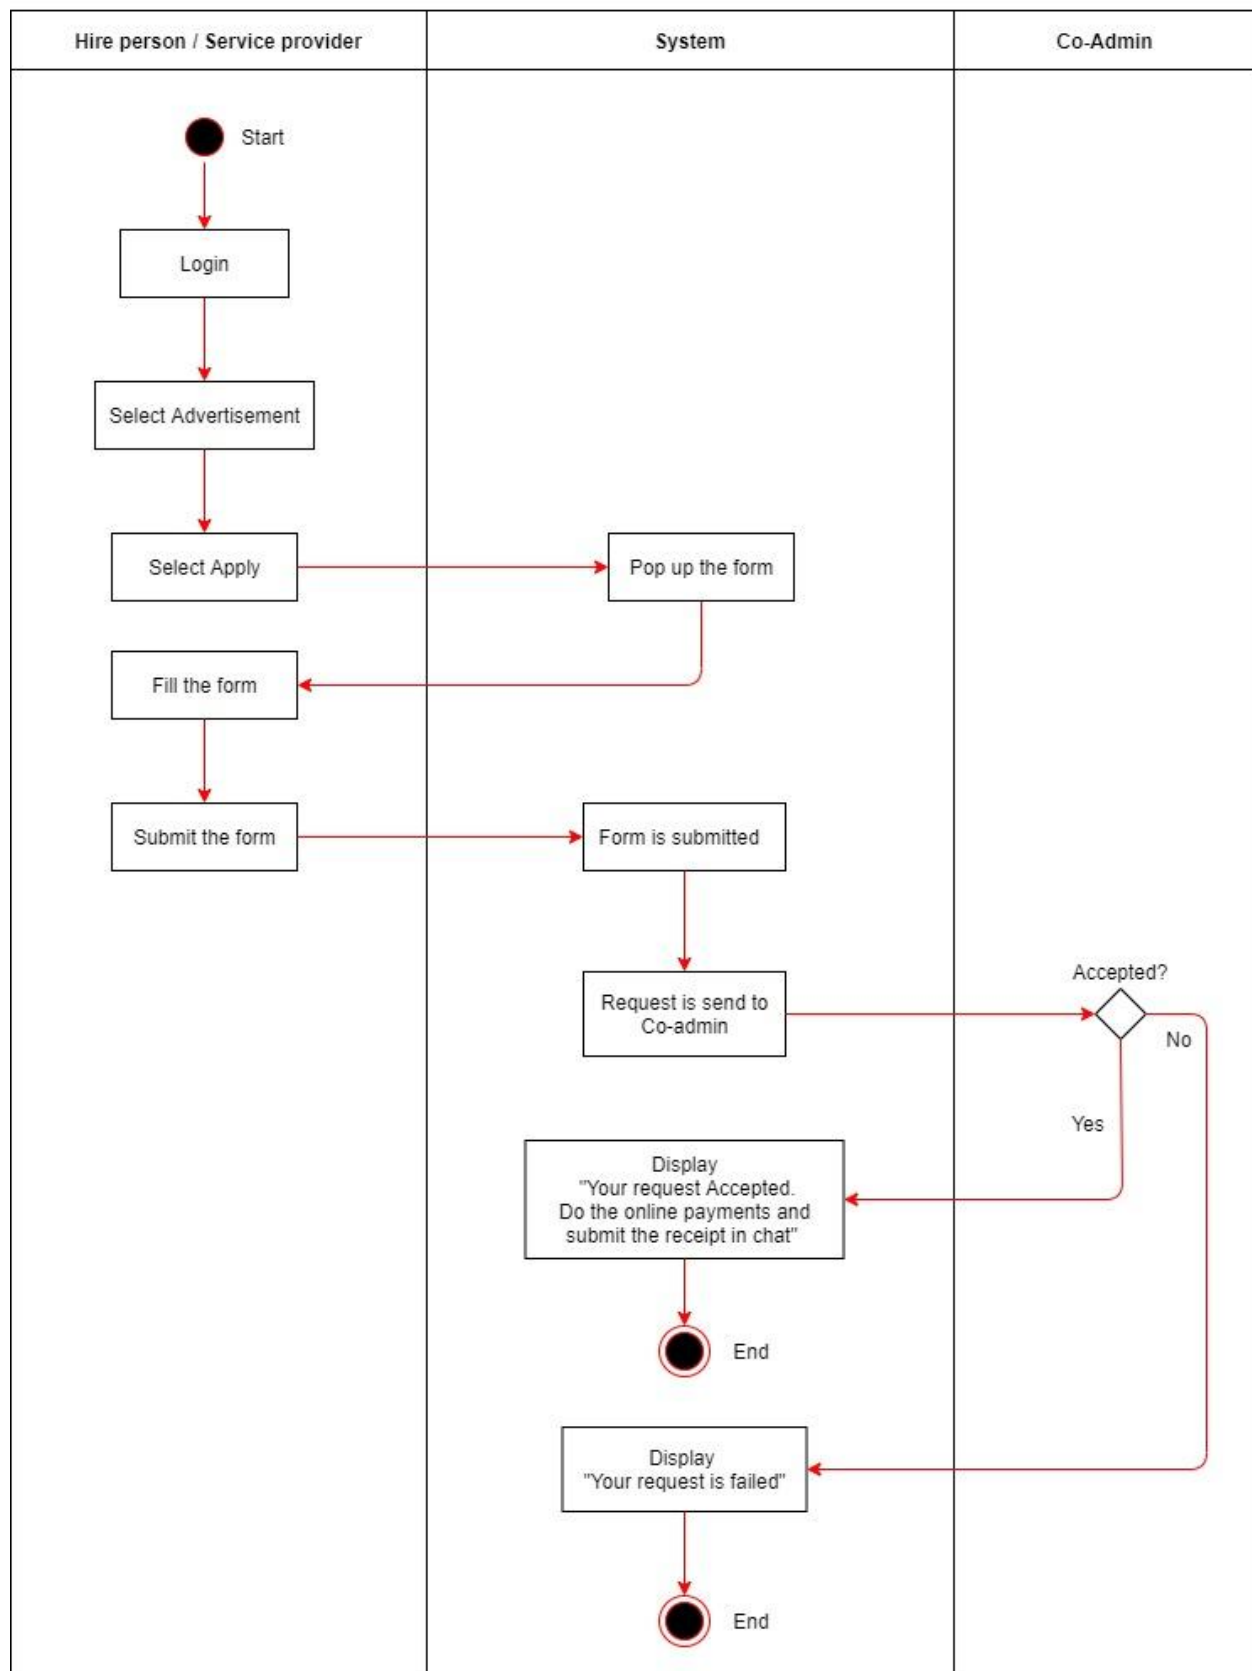 Hire person / Service provider
System
Co-Admin
Start
Login
Select Advertisement
Select Apply
Pop up the form
Fill the form
Submit the form
Form is submitted
Accepted?
Request is send to
Co-admin
No
Yes
Display
"Your request Accepted.
Do the online payments and
submit the receipt in chat"
End
Display
"Your request is failed"
End